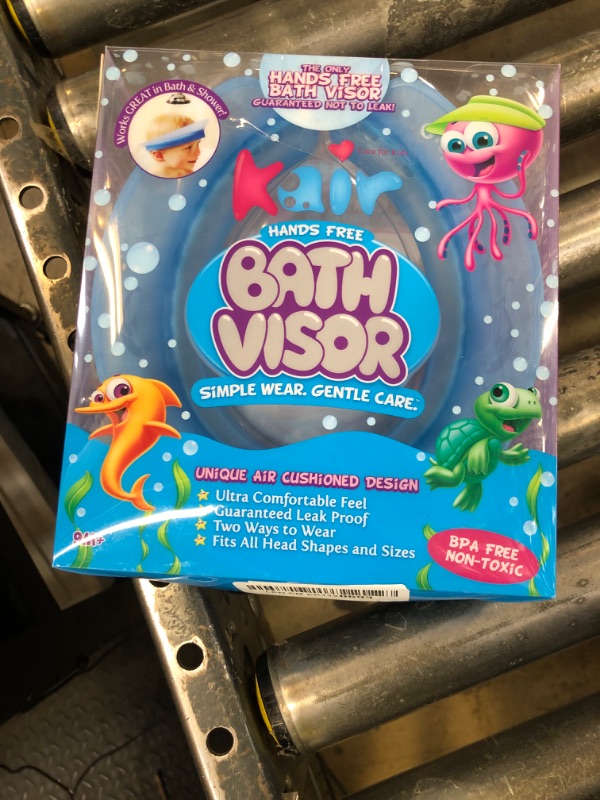 THE ONLY
HANDS FREE
BATH VISOR
GUARANTEED NOT TO LEAK!
Works GREAT in Bath & Shower!
kair
HANDS FREE
BATH
VISOR
SIMPLE WEAR. GENTLE CARE.™
UNIQUE AIR CUSHIONED DESIGN
Ultra Comfortable Feel
Guaranteed Leak Proof
Two Ways to Wear
Fits All Head Shapes and Sizes
BPA FREE
NON-TOXIC